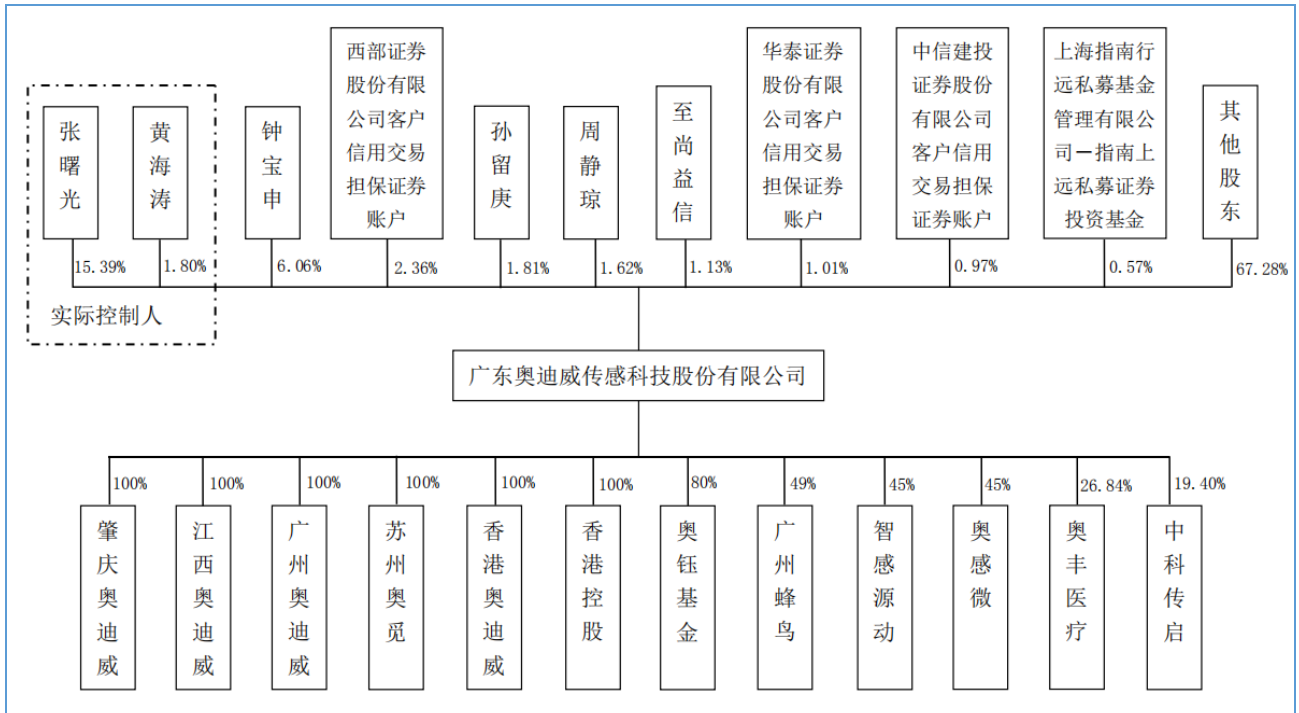 张曙光
黄海涛
钟宝申
西部证券
股份有限
公司客户
信用交易
担保证券
账户
孙留庚
周静琼
至尚益信
华泰证券
股份有限
公司客户
信用交易
担保证券
账户
中信建投
证券股份
有限公司
客户信用
交易担保
证券账户
上海指南行
远私募基金
管理有限公
司一指南上
远私募证券
投资基金
其他股东
15.39%
1.80%
6.06%
2.36%
1.81%
1.62%
1.13%
1.01%
0.97%
0.57%
67.28%
实际控制人
广东奥迪威传感科技股份有限公司
100%
100%
100%
100%
100%
100%
80%
49%
45%
45%
26.84%
19.40%
肇庆奥迪威
江西奥迪威
广州奥迪威
苏州奥觅
香港奥迪威
香港控股
奥钰基金
广州蜂鸟
智感源动
奥感微
奥丰医疗
中科传启